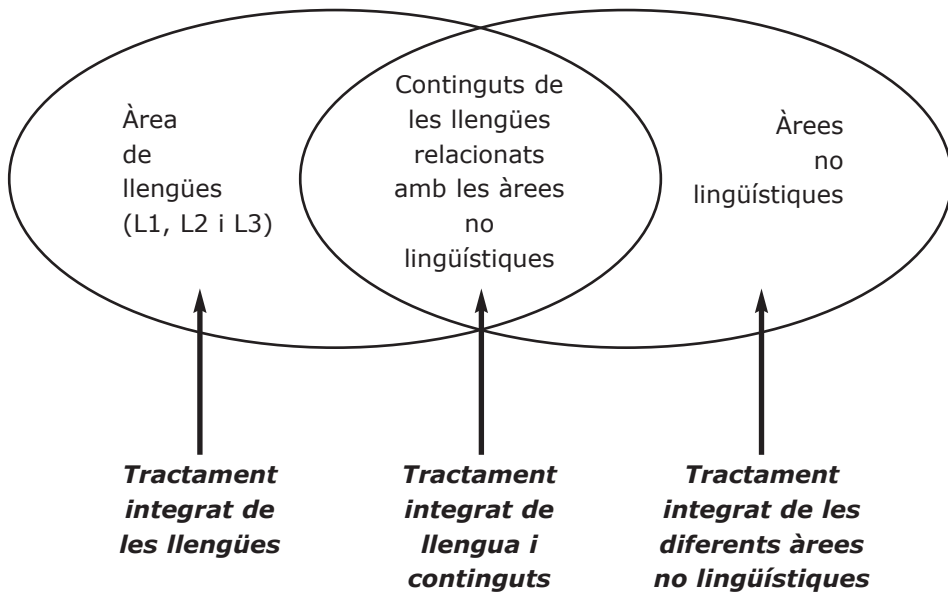 Àrea
de
llengües
(L1, L2 i L3)
Continguts de
les llengües
relacionats
amb les àrees
no
lingüístiques
Àrees
no
lingüístiques
Tractament
integrat de
les llengües
Tractament
integrat de
llengua i
continguts
Tractament
integrat de les
diferents àrees
no lingüístiques